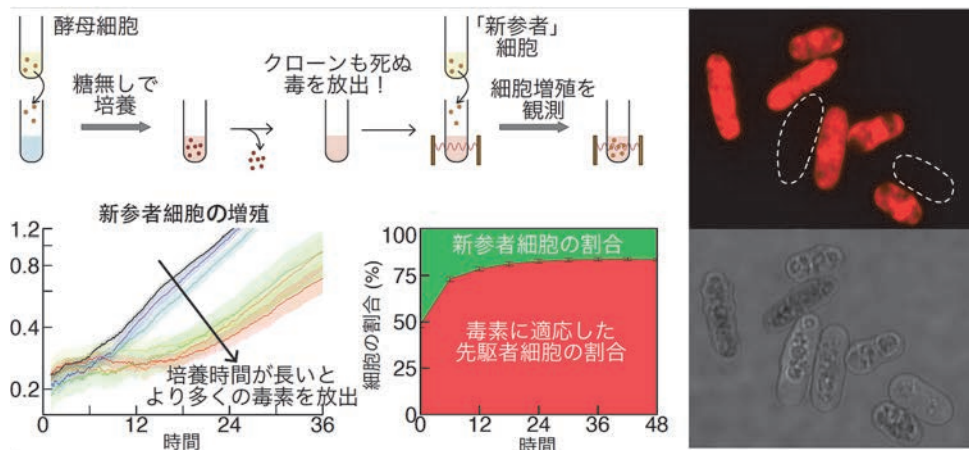 酵母細胞
糖無しで
培養
クローンも死ぬ
毒を放出！
「新参者」
細胞
細胞増殖を
観測
新参者細胞の増殖
1.2
0.8
0.4
0.2
培養時間が長いと
より多くの毒素を放出
0
12
24
36
時間
細胞の割合 (%)
100
75
50
25
0
新参者細胞の割合
毒素に適応した
先駆者細胞の割合
0
12
24
36
48
時間